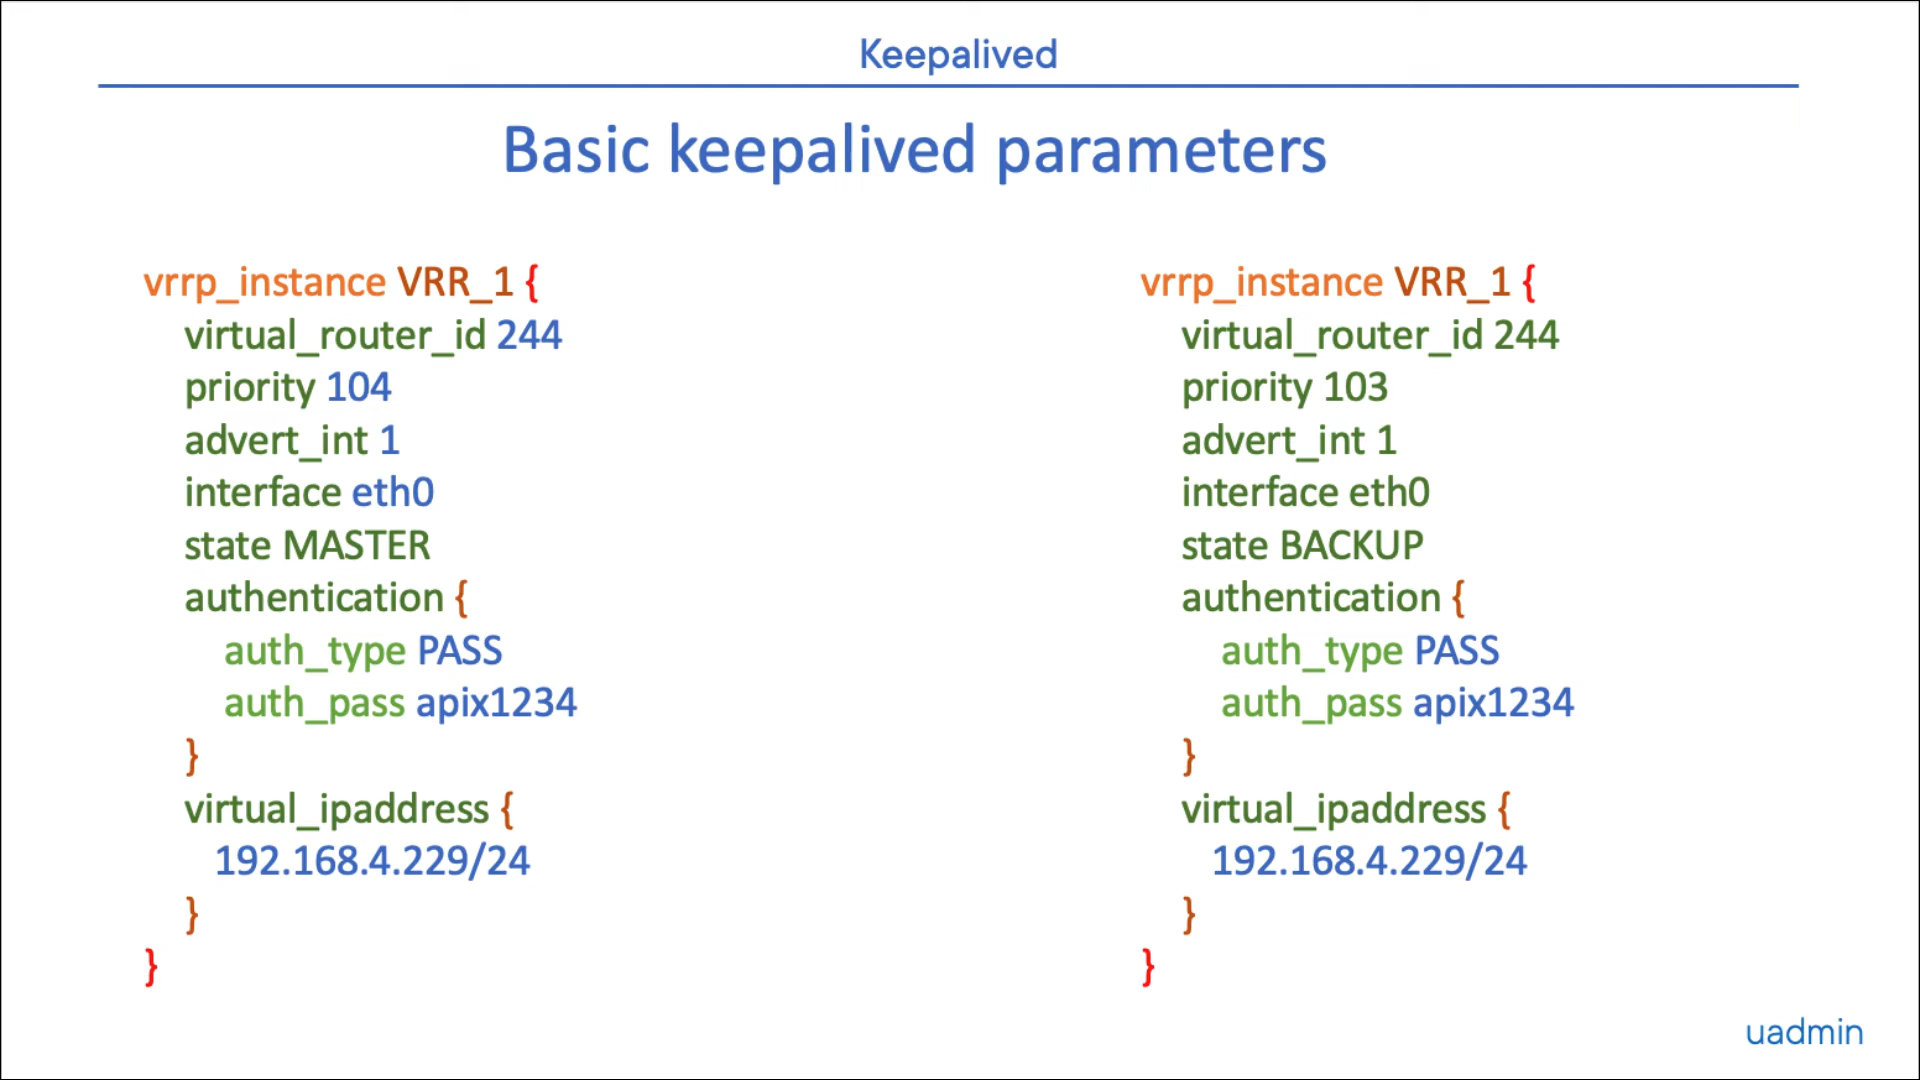 Keepalived
Basic keepalived parameters
vrrp_instance VRR_1 {
virtual_router_id 244
priority 104
advert_int 1
interface eth0
state MASTER
authentication {
auth_type PASS
auth_pass apix1234
}
virtual_ipaddress {
192.168.4.229/24
}
}
vrrp_instance VRR_1 {
virtual_router_id 244
priority 103
advert_int 1
interface eth0
state BACKUP
authentication {
auth_type PASS
auth_pass apix1234
}
virtual_ipaddress {
192.168.4.229/24
}
}
uadmin